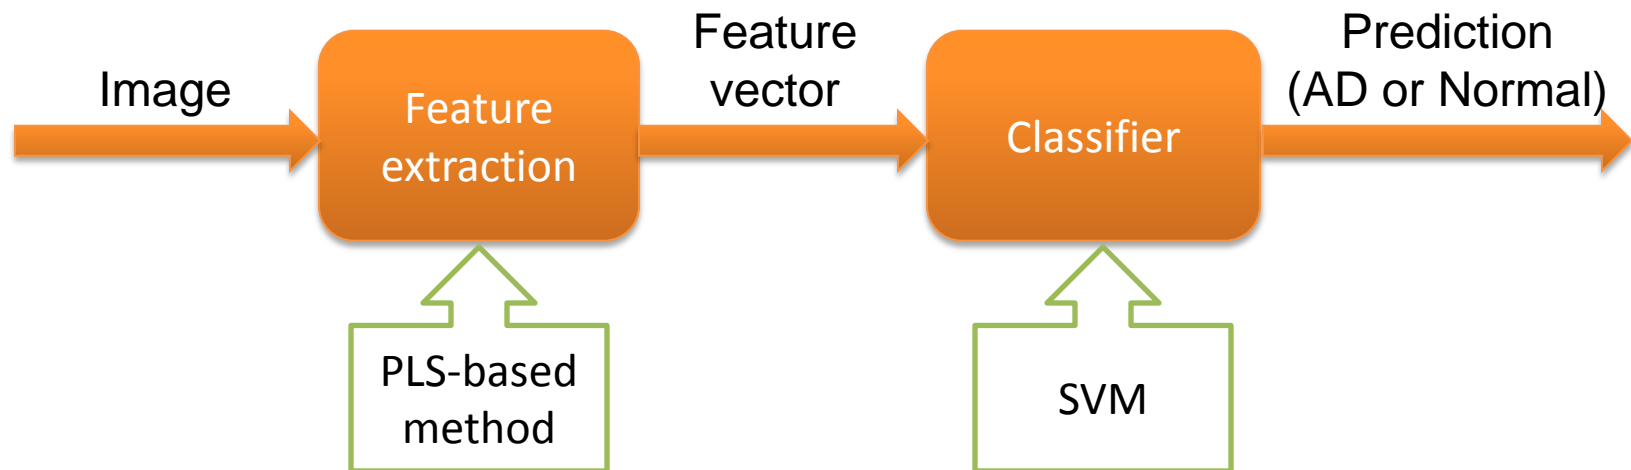 Image
Feature
extraction
Feature
vector
Classifier
Prediction
(AD or Normal)
PLS-based
method
SVM